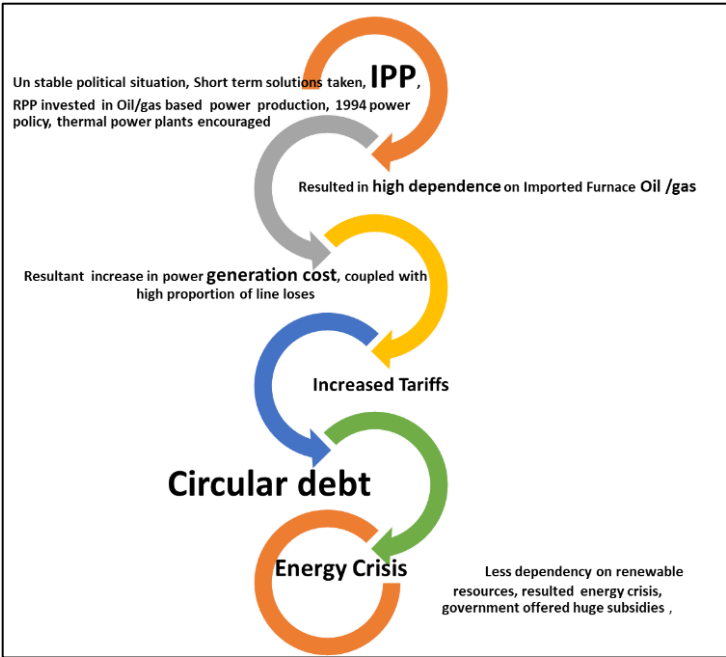 Un stable political situation, Short term solutions taken, IPP,
RPP invested in Oil/gas based power production, 1994 power
policy, thermal power plants encouraged
Resulted in high dependence on Imported Furnace Oil /gas
Resultant increase in power generation cost, coupled with
high proportion of line loses
Increased Tariffs
Circular debt
Energy Crisis
Less dependency on renewable
resources, resulted energy crisis,
government offered huge subsidies ,